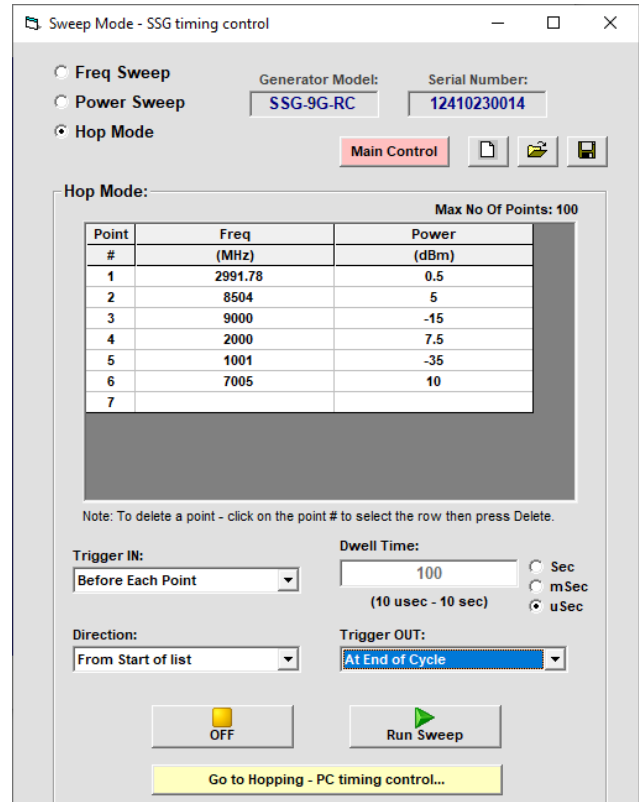 Sweep Mode - SSG timing control
Freq Sweep
Power Sweep
Hop Mode
Generator Model:
SSG-9G-RC
Serial Number:
12410230014
Main Control
Hop Mode:
Max No Of Points: 100
Point Freq Power
# (MHz) (dBm)
1 2991.78 0.5
2 8504 5
3 9000 -15
4 2000 7.5
5 1001 -35
6 7005 10
7
Note: To delete a point - click on the point # to select the row then press Delete.
Trigger IN:
Before Each Point
Dwell Time:
100
(10 usec - 10 sec)
Sec
mSec
uSec
Direction:
From Start of list
Trigger OUT:
At End of Cycle
OFF
Run Sweep
Go to Hopping - PC timing control...